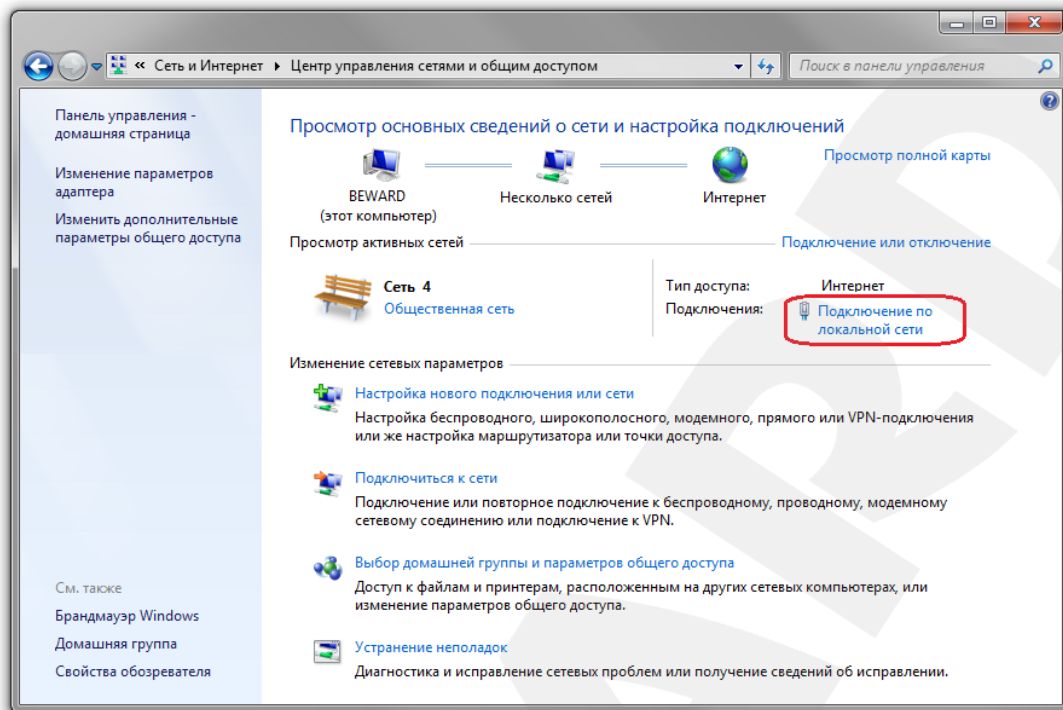 « Сеть и Интернет ▸ Центр управления сетями и общим доступом
Поиск в панели управления
Панель управления -
домашняя страница
Изменение параметров
адаптера
Изменить дополнительные
параметры общего доступа
См. также
Брандмауэр Windows
Домашняя группа
Свойства обозревателя
Просмотр основных сведений о сети и настройка подключений
Просмотр полной карты
BEWARD
(этот компьютер)
Несколько сетей
Интернет
Просмотр активных сетей
Подключение или отключение
Сеть 4
Общественная сеть
Тип доступа: Интернет
Подключения: Подключение по
локальной сети
Изменение сетевых параметров
Настройка нового подключения или сети
Настройка беспроводного, широкополосного, модемного, прямого или VPN-подключения
или же настройка маршрутизатора или точки доступа.
Подключиться к сети
Подключение или повторное подключение к беспроводному, проводному, модемному
сетевому соединению или подключение к VPN.
Выбор домашней группы и параметров общего доступа
Доступ к файлам и принтерам, расположенным на других сетевых компьютерах, или
изменение параметров общего доступа.
Устранение неполадок
Диагностика и исправление сетевых проблем или получение сведений об исправлении.